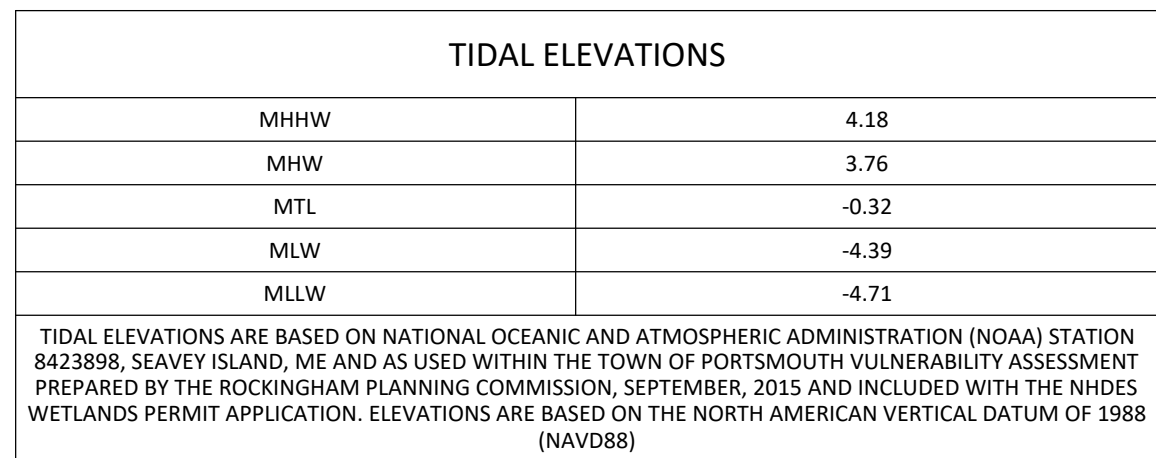 TIDAL ELEVATIONS
MHHW 4.18
MHW 3.76
MTL -0.32
MLW -4.39
MLLW -4.71
TIDAL ELEVATIONS ARE BASED ON NATIONAL OCEANIC AND ATMOSPHERIC ADMINISTRATION (NOAA) STATION
8423898, SEAVEY ISLAND, ME AND AS USED WITHIN THE TOWN OF PORTSMOUTH VULNERABILITY ASSESSMENT
PREPARED BY THE ROCKINGHAM PLANNING COMMISSION, SEPTEMBER, 2015 AND INCLUDED WITH THE NHDES
WETLANDS PERMIT APPLICATION. ELEVATIONS ARE BASED ON THE NORTH AMERICAN VERTICAL DATUM OF 1988
(NAVD88)